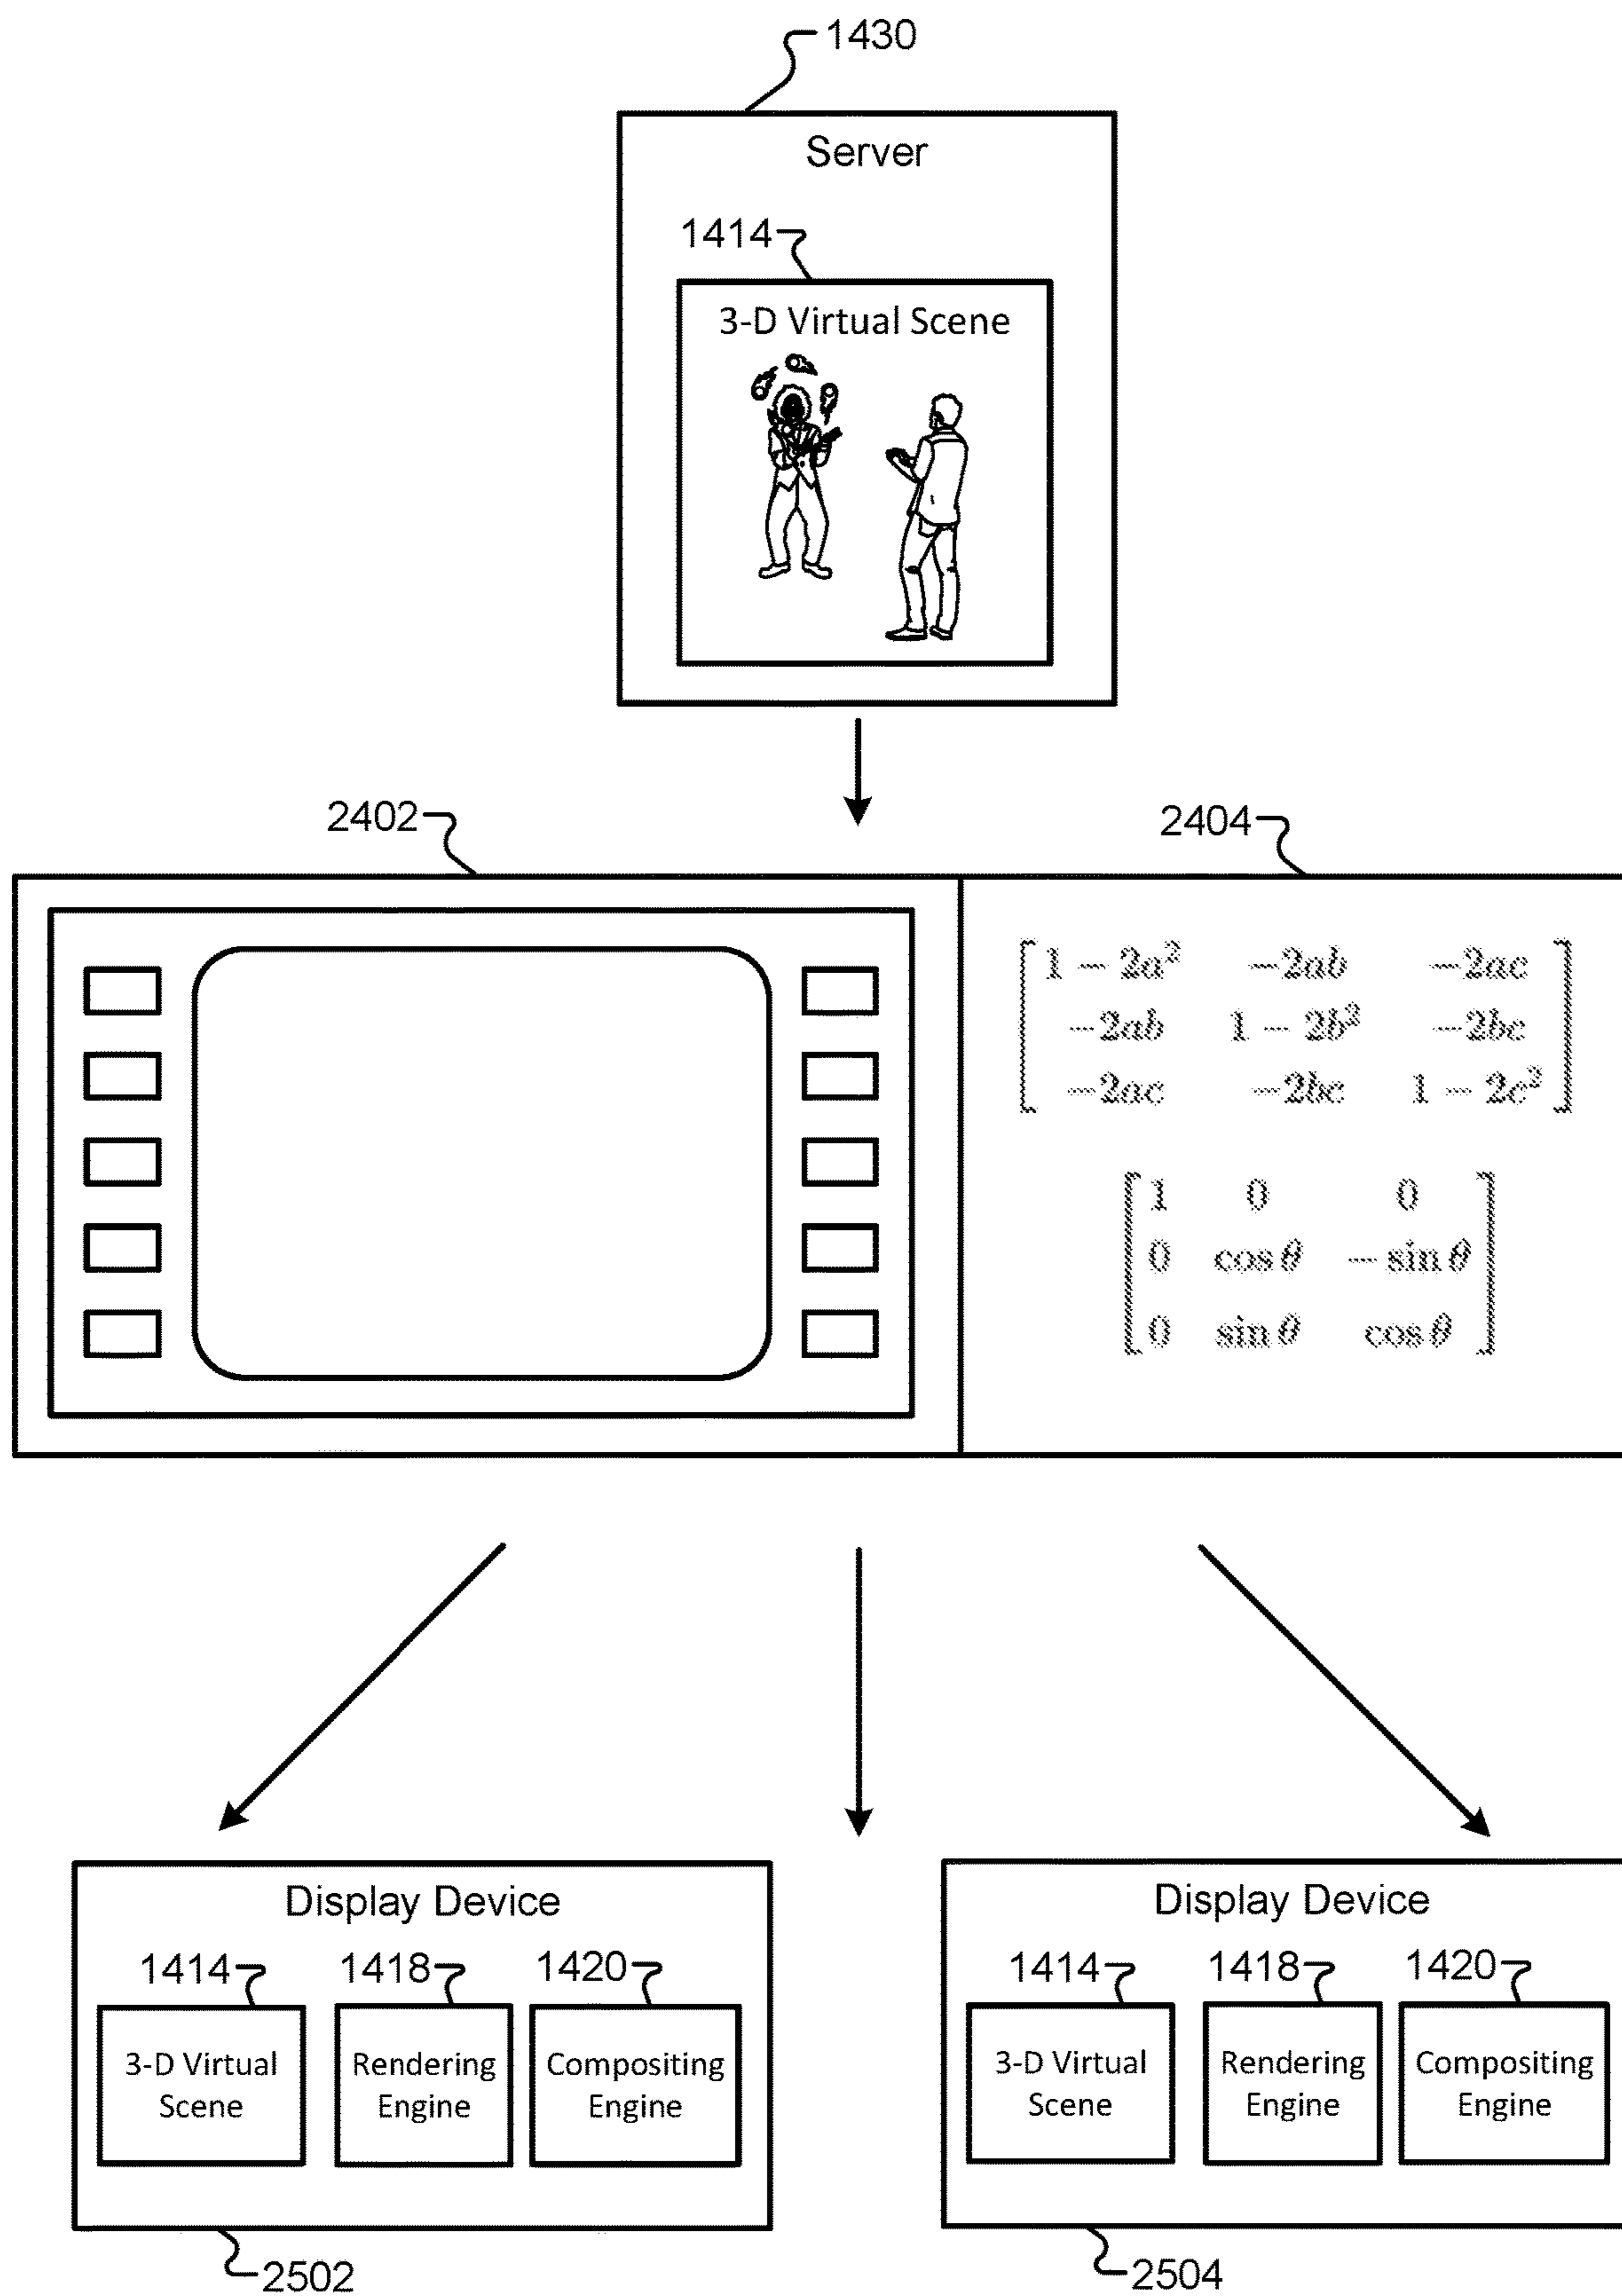 1430
Server
1414
3-D Virtual Scene
2402
2404
1 − 2a² −2ab −2ac
−2ab 1 − 2b² −2bc
−2ac −2bc 1 − 2c²
1 0 0
0 cos θ − sin θ
0 sin θ cos θ
Display Device
1414 1418 1420
3-D Virtual
Scene
Rendering
Engine
Compositing
Engine
2502
Display Device
1414 1418 1420
3-D Virtual
Scene
Rendering
Engine
Compositing
Engine
2504